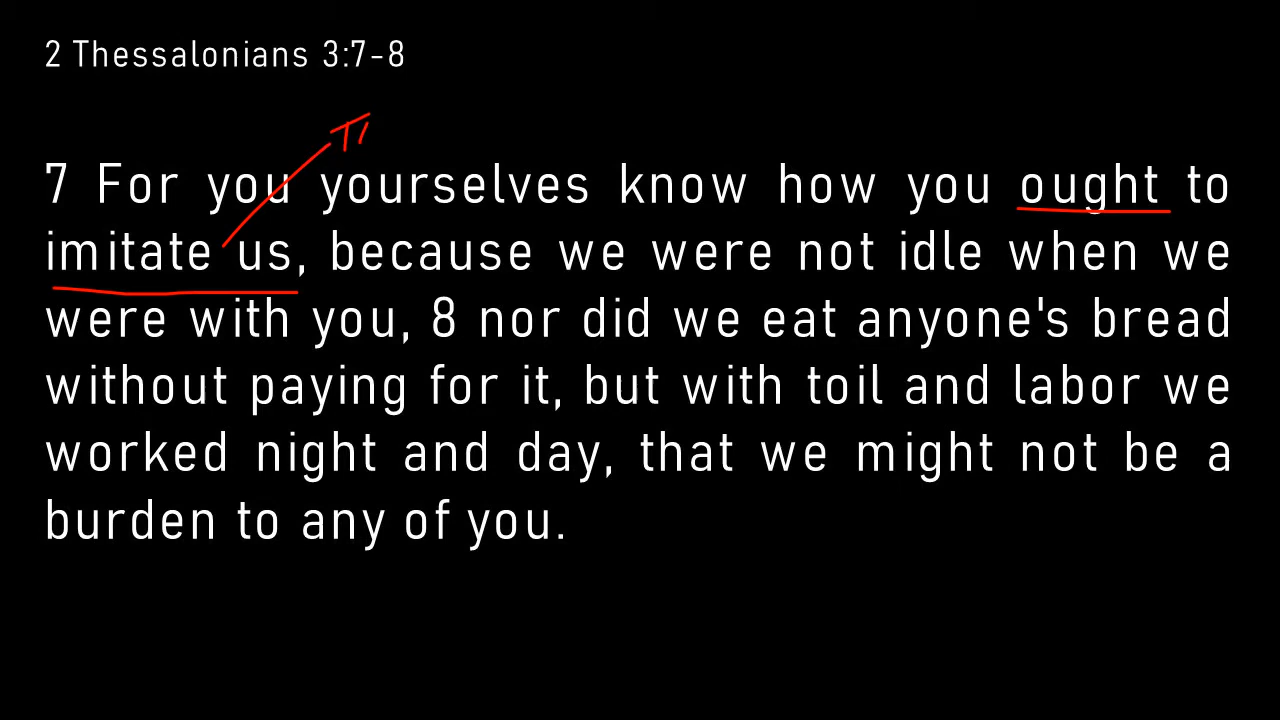 2 Thessalonians 3:7-8
7 For you yourselves know how you ought to
imitate us, because we were not idle when we
were with you, 8 nor did we eat anyone's bread
without paying for it, but with toil and labor we
worked night and day, that we might not be a
burden to any of you.